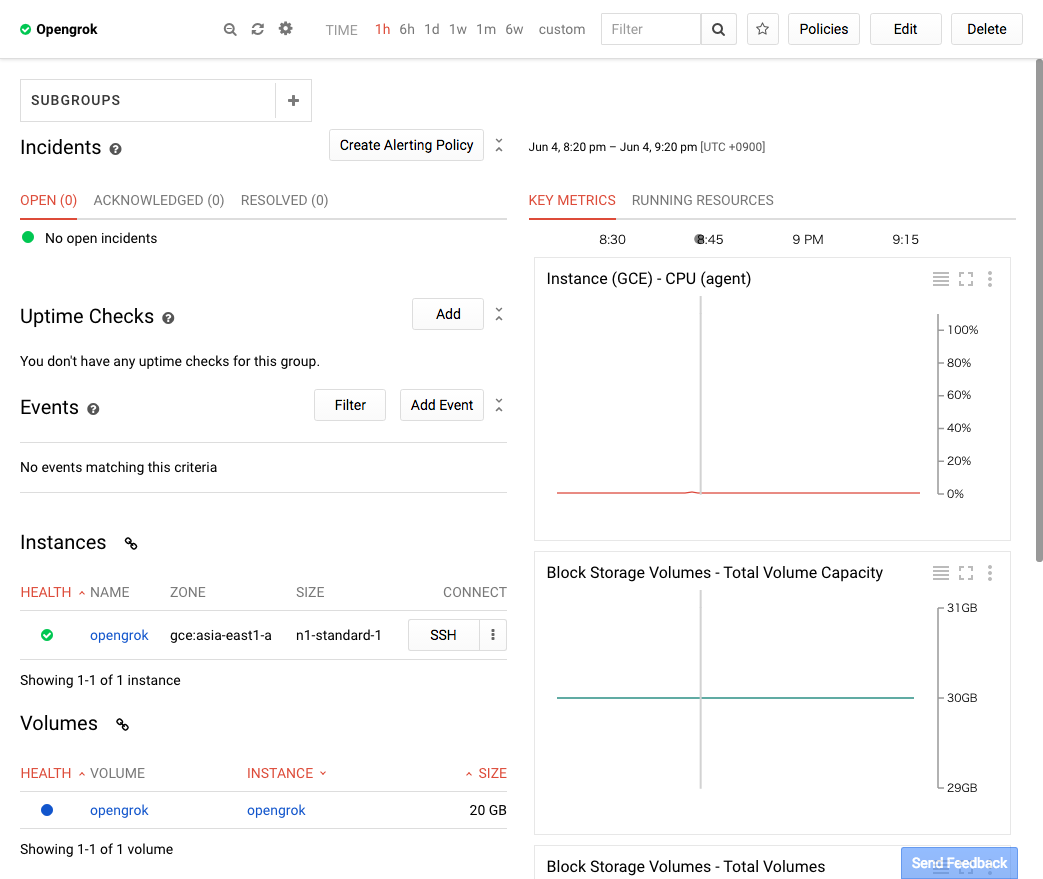 Opengrok
TIME 1h 6h 1d 1w 1m 6w custom
Filter
Policies
Edit
Delete
SUBGROUPS
Incidents
Create Alerting Policy
OPEN (0) ACKNOWLEDGED (0) RESOLVED (0)
No open incidents
Uptime Checks
Add
You don't have any uptime checks for this group.
Events
Filter
Add Event
No events matching this criteria
Instances
HEALTH NAME ZONE SIZE CONNECT
opengrok gce:asia-east1-a n1-standard-1 SSH
Showing 1-1 of 1 instance
Volumes
HEALTH VOLUME INSTANCE SIZE
opengrok opengrok 20 GB
Showing 1-1 of 1 volume
Jun 4, 8:20 pm – Jun 4, 9:20 pm [UTC +0900]
KEY METRICS RUNNING RESOURCES
8:30 8:45 9 PM 9:15
Instance (GCE) - CPU (agent)
100%
80%
60%
40%
20%
0%
Block Storage Volumes - Total Volume Capacity
31GB
30GB
29GB
Block Storage Volumes - Total Volumes
Send Feedback